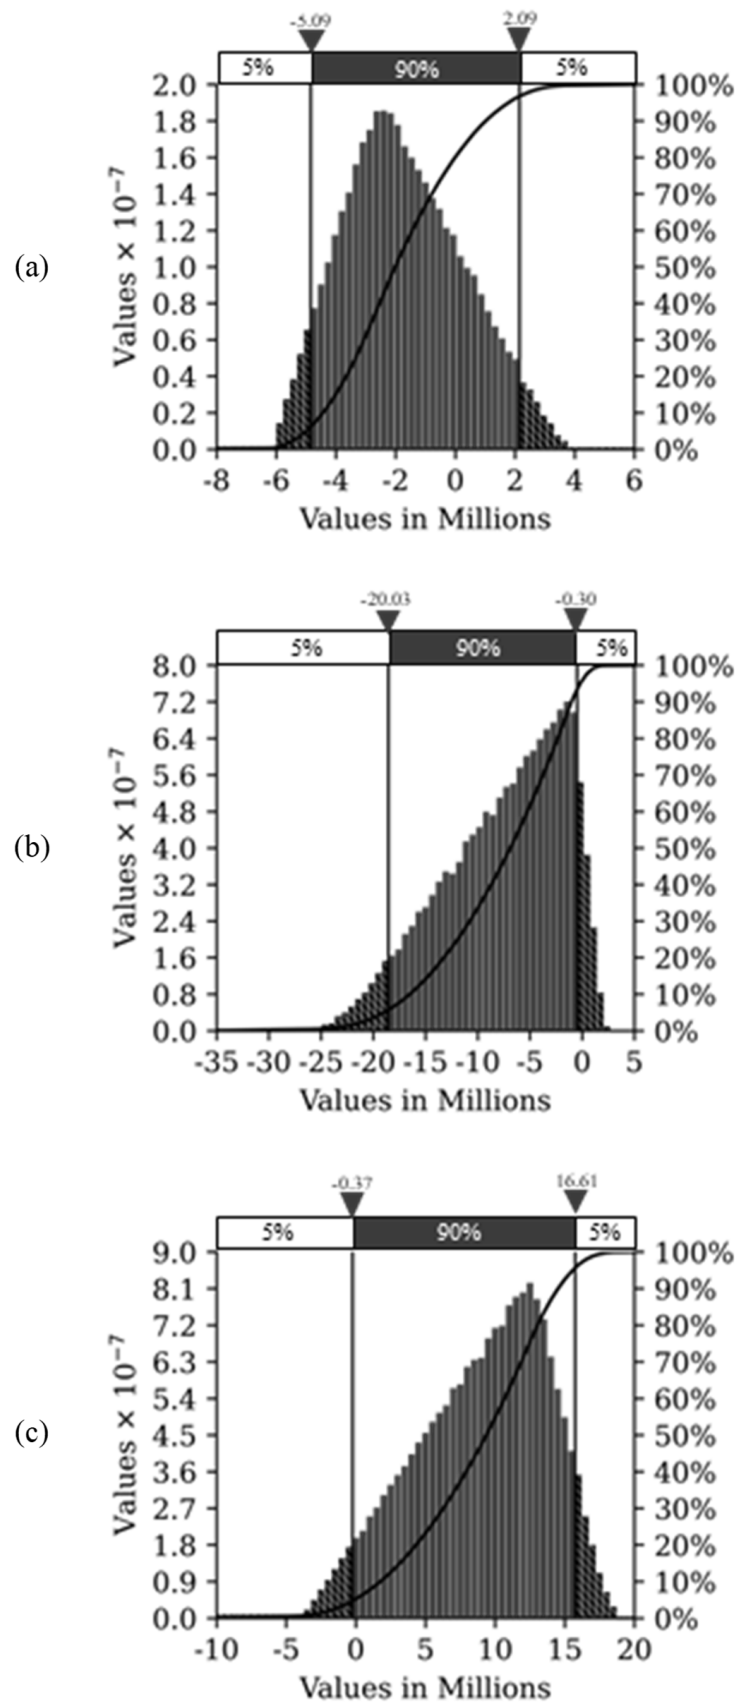 -5.09 2.09
5% 90% 5%
2.0 100%
1.8 90%
1.6 80%
1.4 70%
1.2 60%
(a) Values × 10⁻⁷ 1.0 50%
0.8 40%
0.6 30%
0.4 20%
0.2 10%
0.0 0%
-8 -6 -4 -2 0 2 4 6
Values in Millions
-20.03 -0.30
5% 90% 5%
8.0 100%
7.2 90%
6.4 80%
5.6 70%
4.8 60%
(b) Values × 10⁻⁷ 4.0 50%
3.2 40%
2.4 30%
1.6 20%
0.8 10%
0.0 0%
-35 -30 -25 -20 -15 -10 -5 0 5
Values in Millions
-0.37 16.61
5% 90% 5%
9.0 100%
8.1 90%
7.2 80%
6.3 70%
5.4 60%
(c) Values × 10⁻⁷ 4.5 50%
3.6 40%
2.7 30%
1.8 20%
0.9 10%
0.0 0%
-10 -5 0 5 10 15 20
Values in Millions